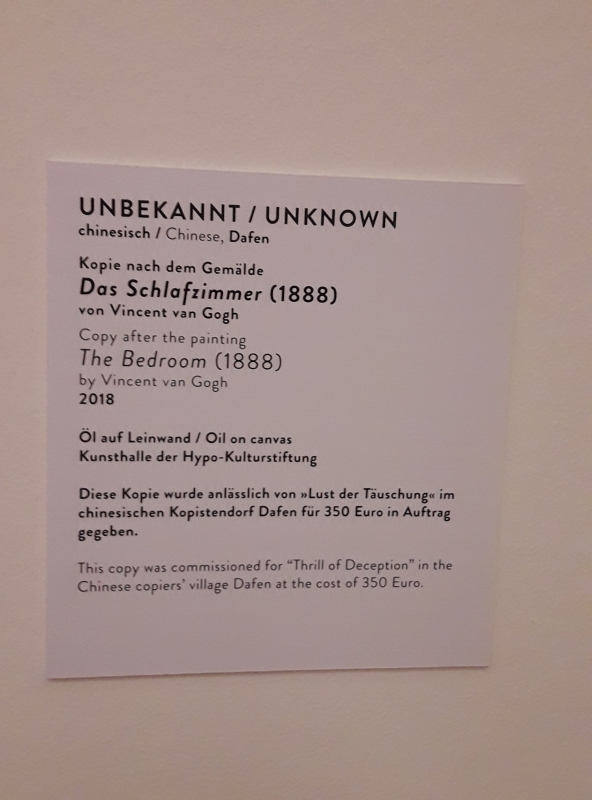 UNBEKANNT / UNKNOWN
chinesisch / Chinese, Dafen
Kopie nach dem Gemälde
Das Schlafzimmer (1888)
von Vincent van Gogh
Copy after the painting
The Bedroom (1888)
by Vincent van Gogh
2018
Öl auf Leinwand / Oil on canvas
Kunsthalle der Hypo-Kulturstiftung
Diese Kopie wurde anlässlich von »Lust der Täuschung« im
chinesischen Kopistendorf Dafen für 350 Euro in Auftrag
gegeben.
This copy was commissioned for “Thrill of Deception” in the
Chinese copiers’ village Dafen at the cost of 350 Euro.